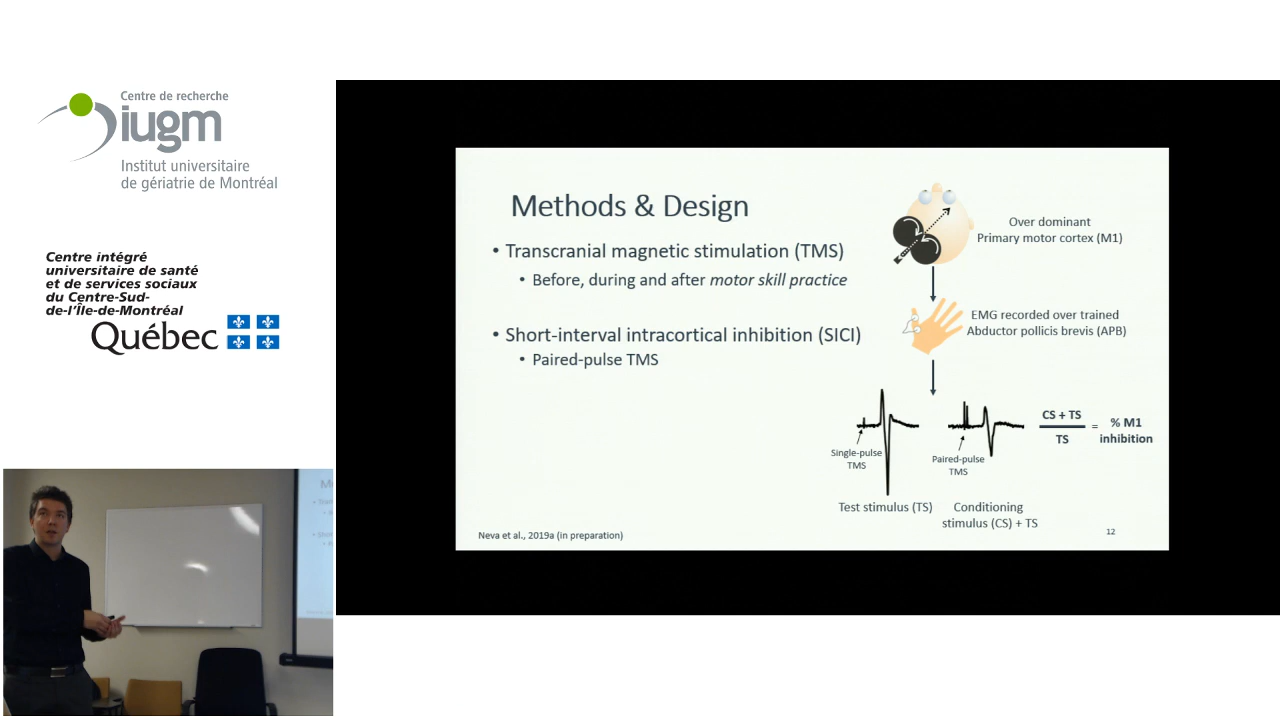 Centre de recherche
iugm
Institut universitaire
de gériatrie de Montréal
Centre intégré
universitaire de santé
et de services sociaux
du Centre-Sud-
de-l'Île-de-Montréal
Québec
Methods & Design
• Transcranial magnetic stimulation (TMS)
• Before, during and after motor skill practice
• Short-interval intracortical inhibition (SICI)
• Paired-pulse TMS
Over dominant
Primary motor cortex (M1)
EMG recorded over trained
Abductor pollicis brevis (APB)
Single-pulse
TMS
Paired-pulse
TMS
CS + TS
TS
= % M1
inhibition
Test stimulus (TS)
Conditioning
stimulus (CS) + TS
Neva et al., 2019a (in preparation)
12